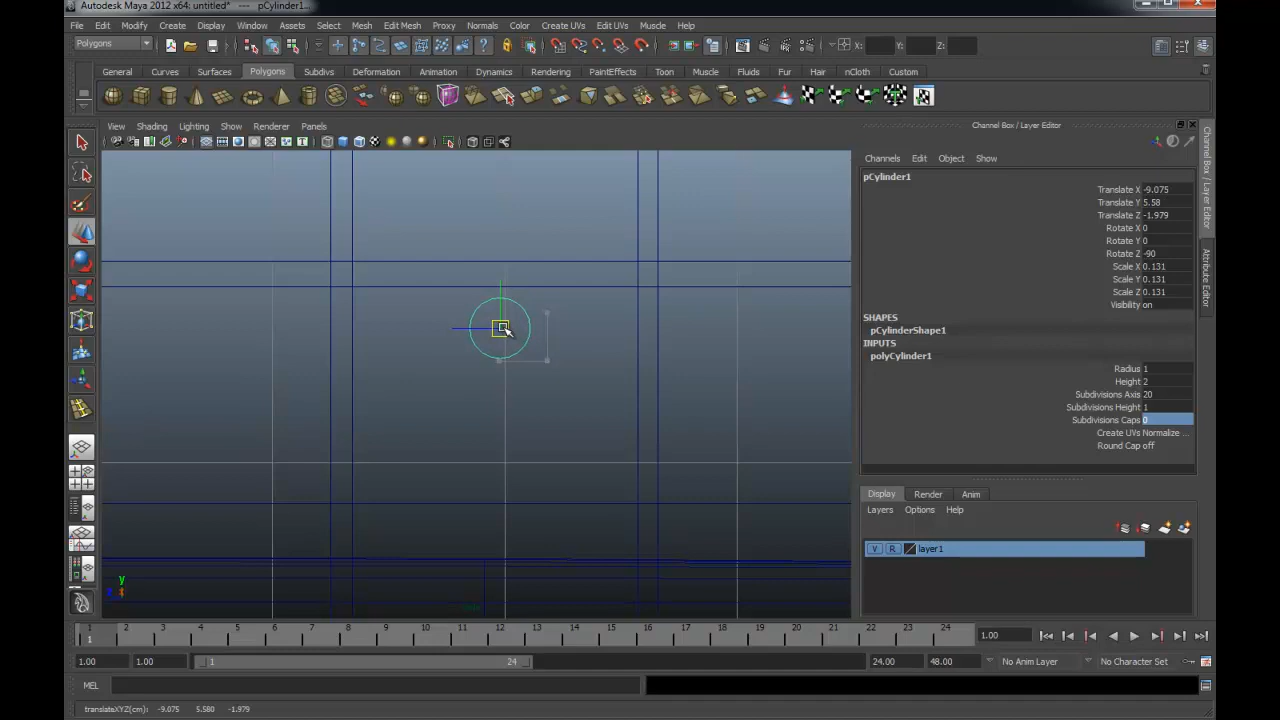 Autodesk Maya 2012 x64: untitled* --- pCylinder1...
File Edit Modify Create Display Window Assets Select Mesh Edit Mesh Proxy Normals Color Create UVs Edit UVs Muscle Help
Polygons X: Y: Z:
General Curves Surfaces Polygons Subdivs Deformation Animation Dynamics Rendering PaintEffects Toon Muscle Fluids Fur Hair nCloth Custom
View Shading Lighting Show Renderer Panels
Channel Box / Layer Editor
Channels Edit Object Show
pCylinder1
Translate X -9.075
Translate Y 5.58
Translate Z -1.979
Rotate X 0
Rotate Y 0
Rotate Z -90
Scale X 0.131
Scale Y 0.131
Scale Z 0.131
Visibility on
SHAPES
pCylinderShape1
INPUTS
polyCylinder1
Radius 1
Height 2
Subdivisions Axis 20
Subdivisions Height 1
Subdivisions Caps 0
Create UVs Normalize ...
Round Cap off
Channel Box / Layer Editor
Attribute Editor
Display Render Anim
Layers Options Help
V R layer1
y
1 2 3 4 5 6 7 8 9 10 11 12 13 14 15 16 17 18 19 20 21 22 23 24
1 1.00
1.00 1.00 1 24 24.00 48.00 No Anim Layer No Character Set
MEL
translateXYZ(cm): -9.075 5.580 -1.979